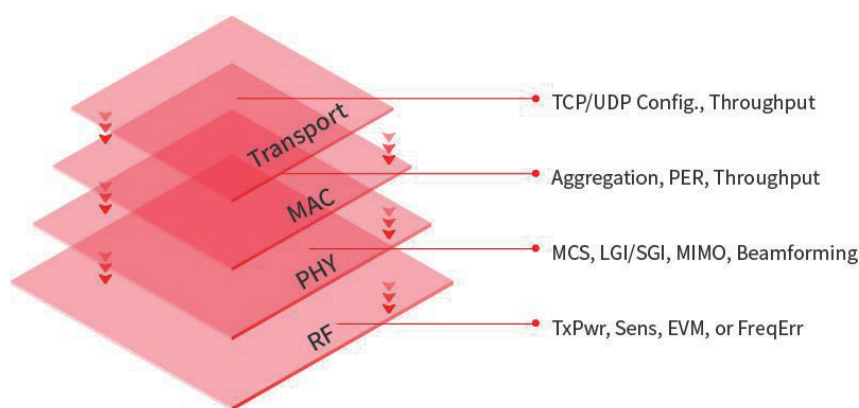 Transport
TCP/UDP Config., Throughput
MAC
Aggregation, PER, Throughput
PHY
MCS, LGI/SGI, MIMO, Beamforming
RF
TxPwr, Sens, EVM, or FreqErr